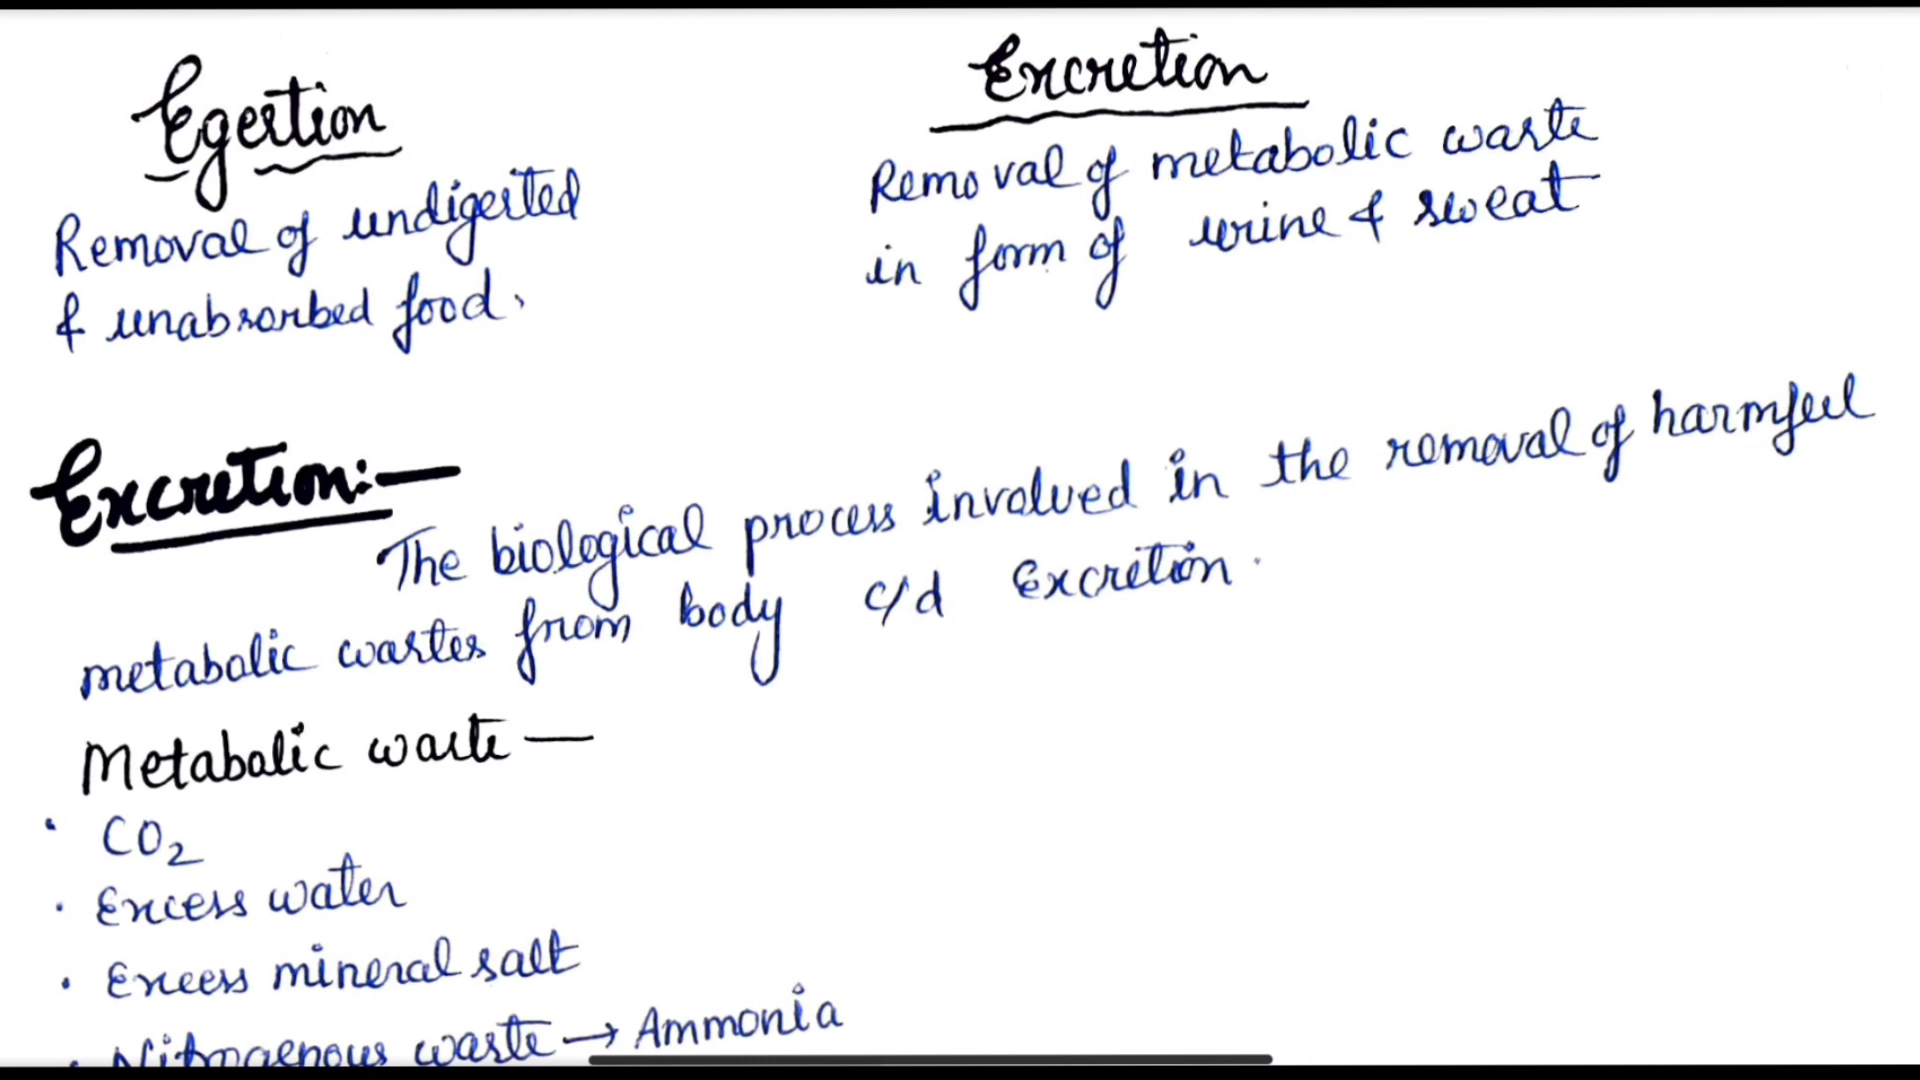 Egestion
Removal of undigested
& unabsorbed food.
Excretion
Removal of metabolic waste
in form of urine & sweat
Excretion:—
The biological process involved in the removal of harmful
metabolic wastes from body c/d Excretion.
Metabolic waste —
• CO₂
• Excess water
• Excess mineral salt
• Nitrogenous waste → Ammonia